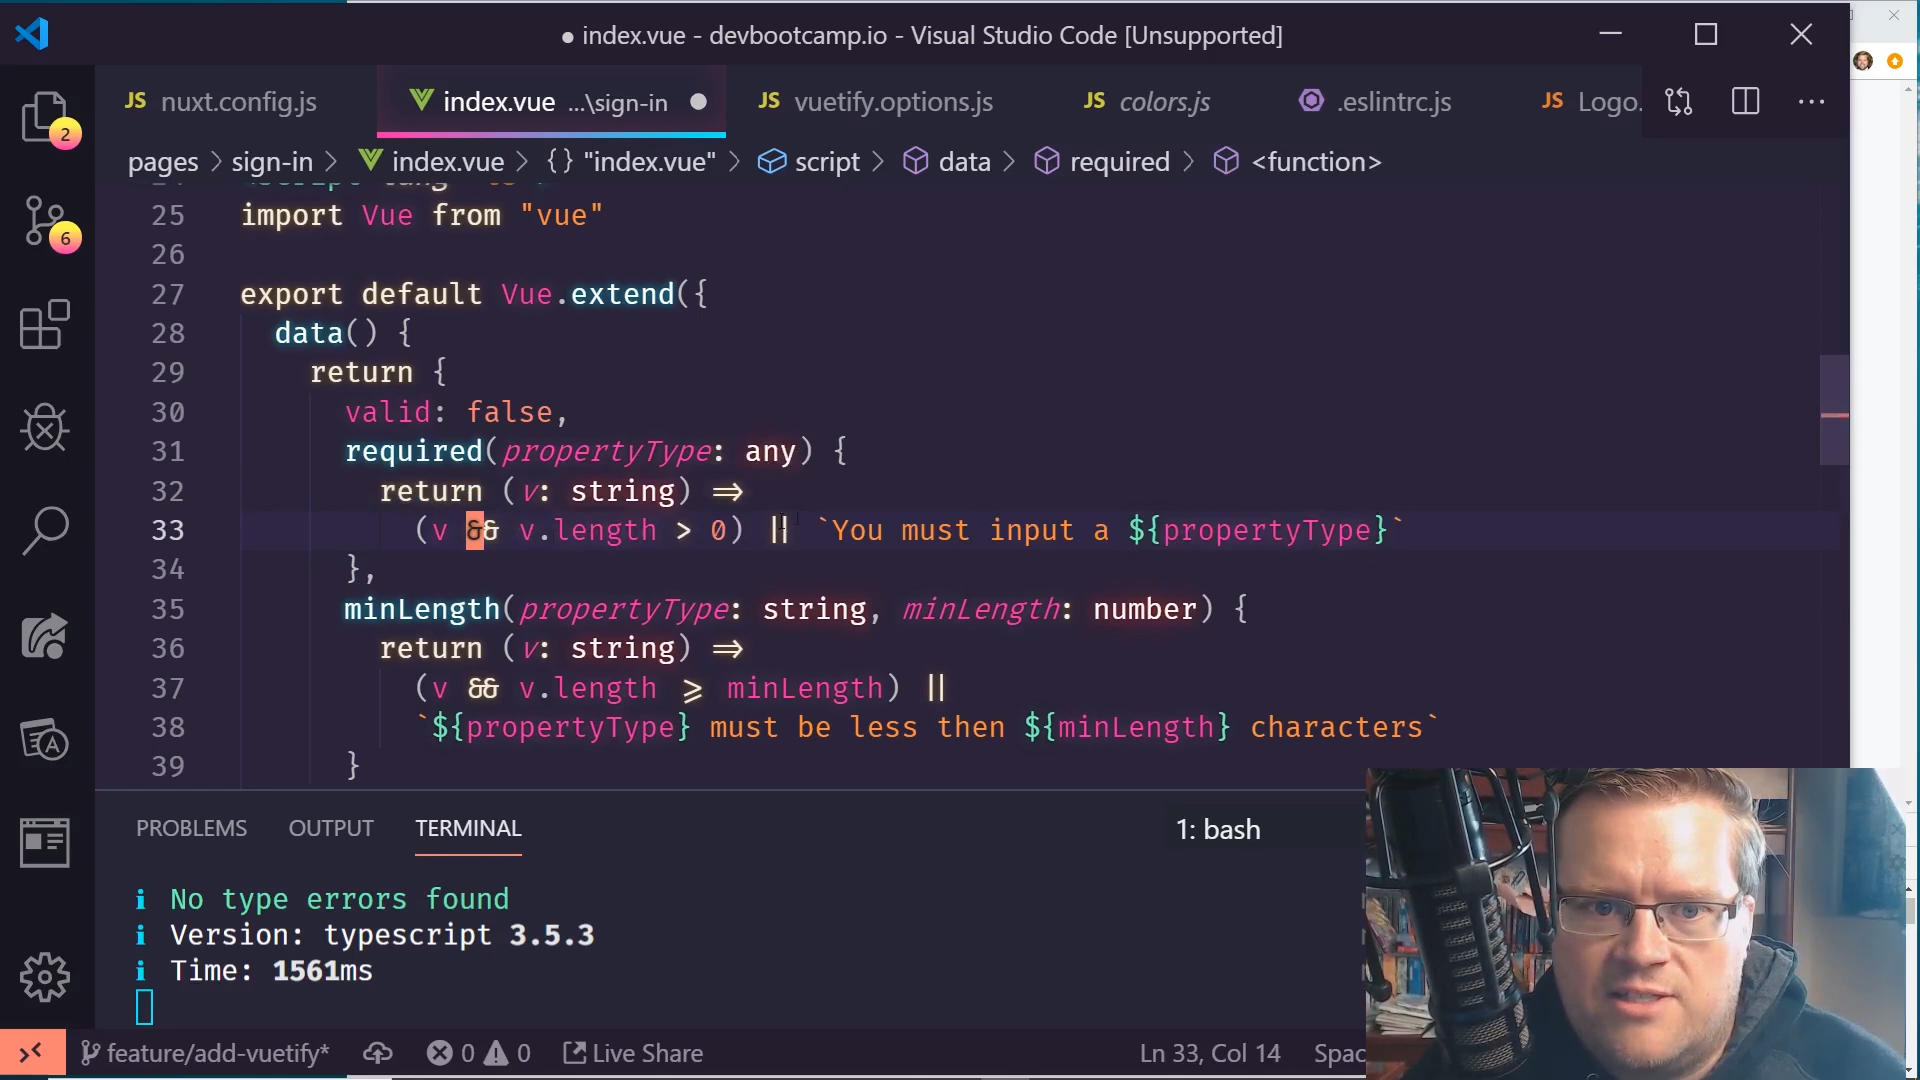 ● index.vue - devbootcamp.io - Visual Studio Code [Unsupported]
JS nuxt.config.js
index.vue ...\sign-in
JS vuetify.options.js
JS colors.js
.eslintrc.js
JS Logo.
pages > sign-in > index.vue > {} "index.vue" > script > data > required > <function>
2
6
25 import Vue from "vue"
26
27 export default Vue.extend({
28 data() {
29 return {
30 valid: false,
31 required(propertyType: any) {
32 return (v: string) =>
33 (v && v.length > 0) || `You must input a ${propertyType}`
34 },
35 minLength(propertyType: string, minLength: number) {
36 return (v: string) =>
37 (v && v.length >= minLength) ||
38 `${propertyType} must be less then ${minLength} characters`
39 }
PROBLEMS OUTPUT TERMINAL 1: bash
i No type errors found
i Version: typescript 3.5.3
i Time: 1561ms
feature/add-vuetify* 0 0 Live Share Ln 33, Col 14 Spac